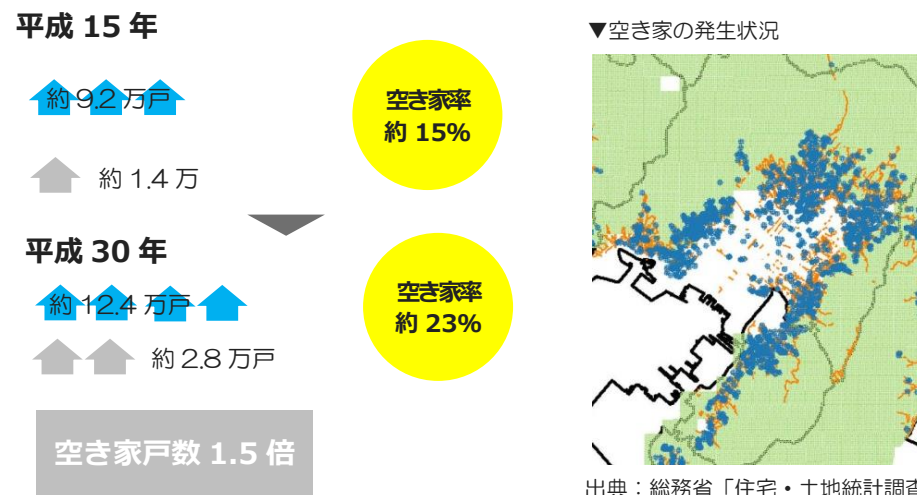 平成 15 年
約 9.2 万戸
約 1.4 万
空き家率
約 15%
平成 30 年
約 12.4 万戸
約 2.8 万戸
空き家率
約 23%
空き家戸数 1.5 倍
▼空き家の発生状況
出典：総務省「住宅・土地統計調査